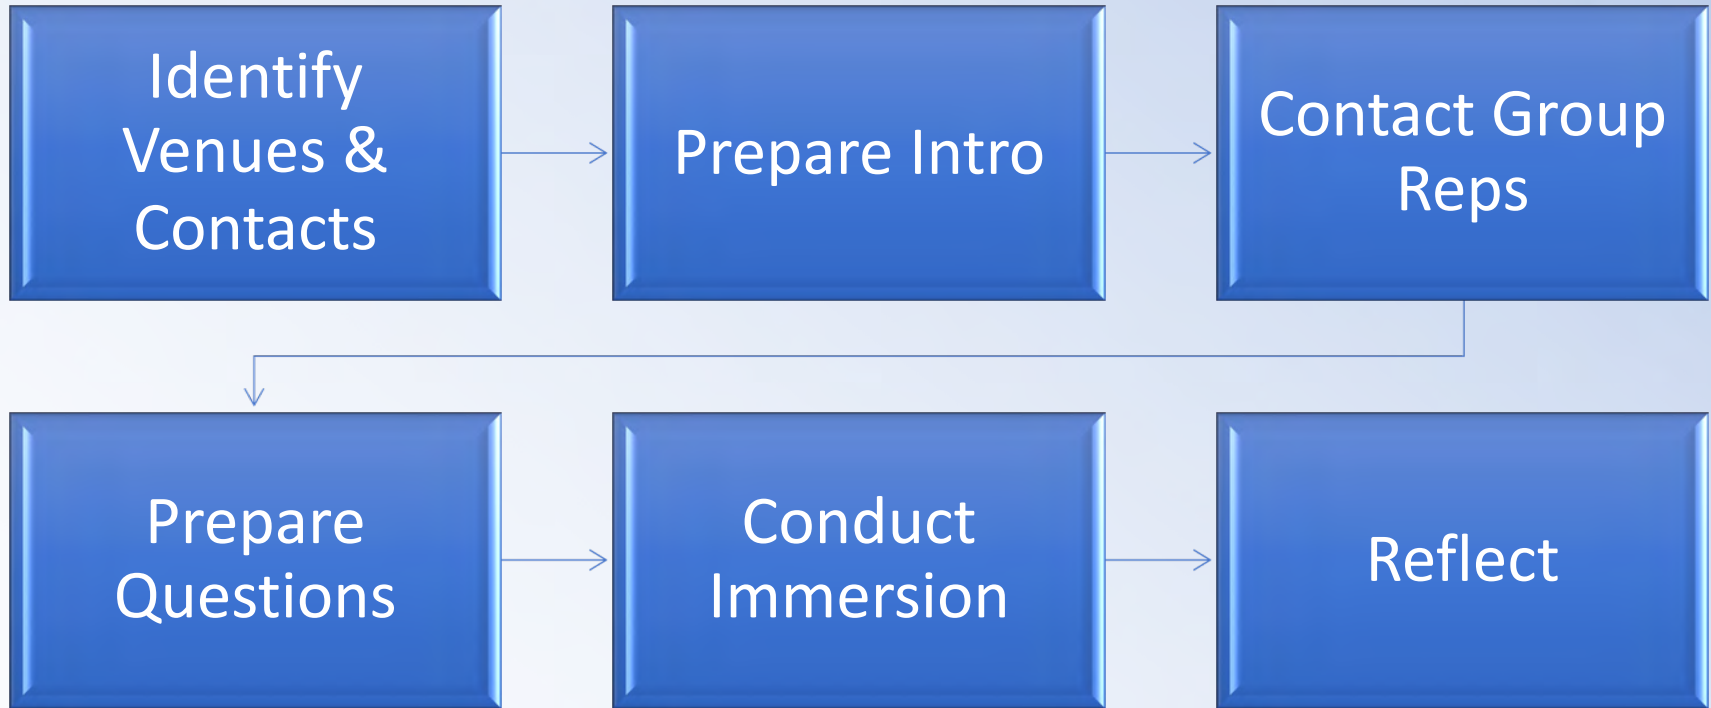 Identify
Venues &
Contacts
Prepare Intro
Contact Group
Reps
Prepare
Questions
Conduct
Immersion
Reflect